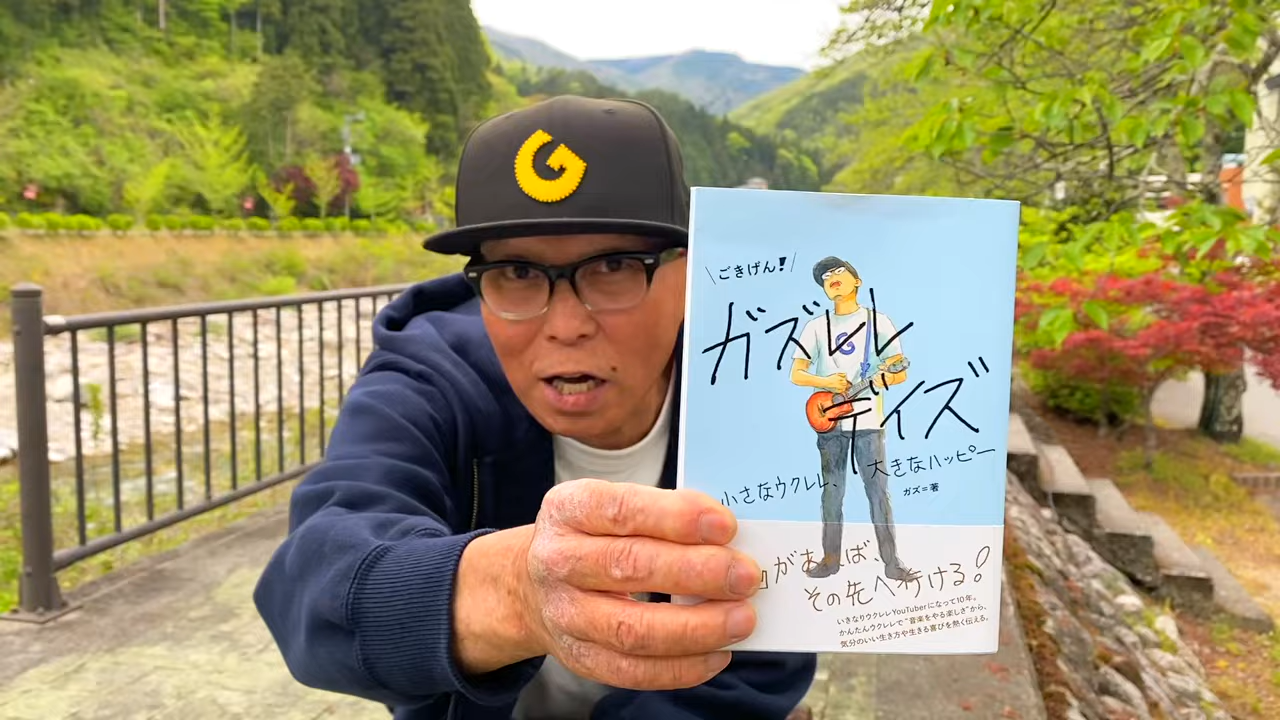 G
ごきげん!
ガズレレ
G
デイズ
小さなウクレレ、大きなハッピー
ガズ=著
があれば、
その先へ行ける!
いきなりウクレレYouTuberになって10年。
かんたんウクレレで“音楽をやる楽しさ”から、
気分のいい生き方や生きる喜びを熱く伝える。